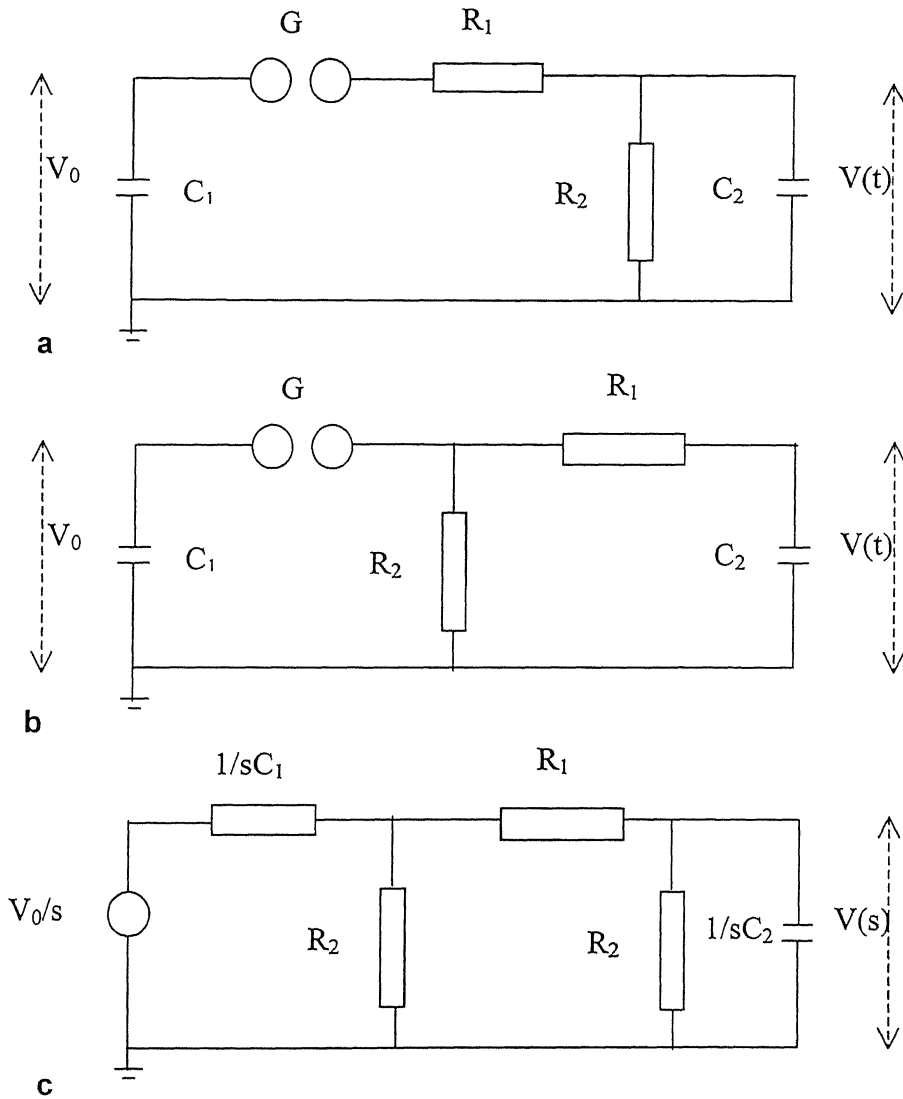 G
R₁
V₀
C₁
R₂
C₂
V(t)
a
G
R₁
V₀
C₁
R₂
C₂
V(t)
b
1/sC₁
R₁
V₀/s
R₂
R₂
1/sC₂
V(s)
c